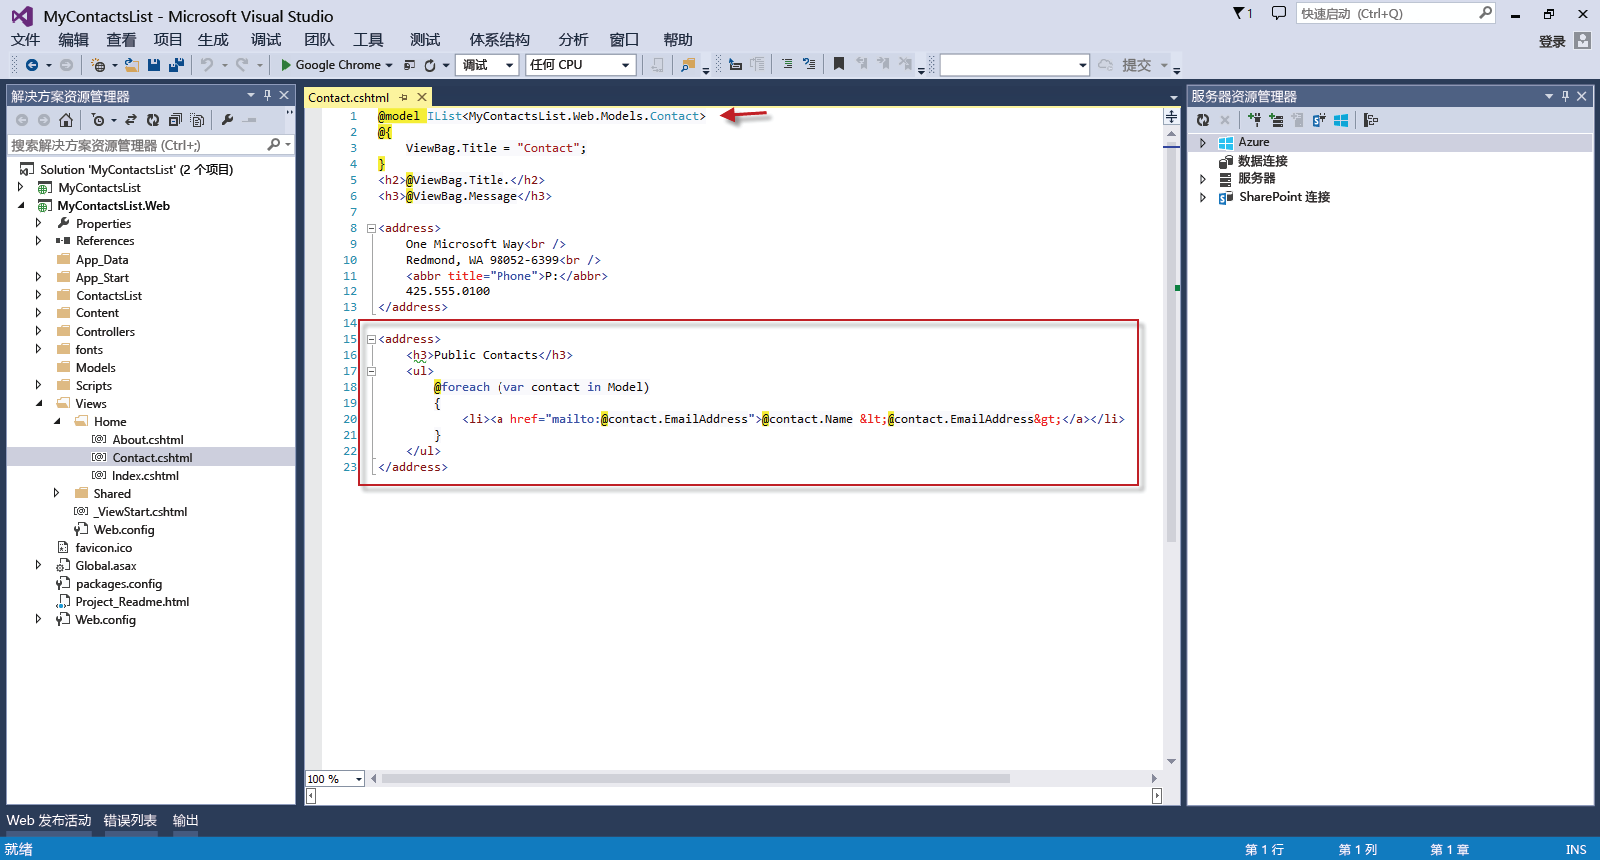 MyContactsList - Microsoft Visual Studio
1
快速启动 (Ctrl+Q)
文件 编辑 查看 项目 生成 调试 团队 工具 测试 体系结构 分析 窗口 帮助
登录
Google Chrome 调试 任何 CPU 提交
解决方案资源管理器
搜索解决方案资源管理器 (Ctrl+;)
Solution 'MyContactsList' (2 个项目)
MyContactsList
MyContactsList.Web
Properties
References
App_Data
App_Start
ContactsList
Content
Controllers
fonts
Models
Scripts
Views
Home
About.cshtml
Contact.cshtml
Index.cshtml
Shared
_ViewStart.cshtml
Web.config
favicon.ico
Global.asax
packages.config
Project_Readme.html
Web.config
Contact.cshtml
1 @model IList<MyContactsList.Web.Models.Contact>
2 @{
3 ViewBag.Title = "Contact";
4 }
5 <h2>@ViewBag.Title.</h2>
6 <h3>@ViewBag.Message</h3>
7
8 <address>
9 One Microsoft Way<br />
10 Redmond, WA 98052-6399<br />
11 <abbr title="Phone">P:</abbr>
12 425.555.0100
13 </address>
14
15 <address>
16 <h3>Public Contacts</h3>
17 <ul>
18 @foreach (var contact in Model)
19 {
20 <li><a href="mailto:@contact.EmailAddress">@contact.Name &lt;@contact.EmailAddress&gt;</a></li>
21 }
22 </ul>
23 </address>
100 %
服务器资源管理器
Azure
数据连接
服务器
SharePoint 连接
Web 发布活动 错误列表 输出
就绪 第 1 行 第 1 列 第 1 章 INS